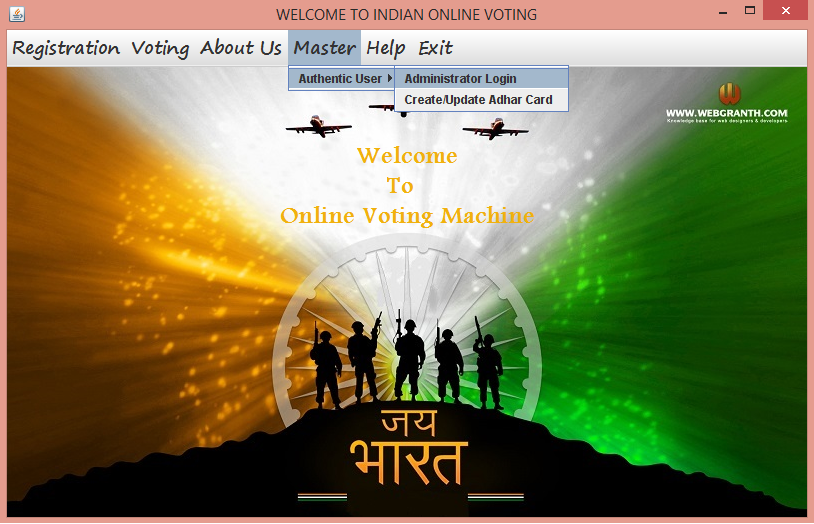 WELCOME TO INDIAN ONLINE VOTING
Registration Voting About Us Master Help Exit
Authentic User
Administrator Login
Create/Update Adhar Card
WWW.WEBGRANTH.COM
Knowledge base for web designers & developers.
Welcome
To
Online Voting Machine
जय
भारत